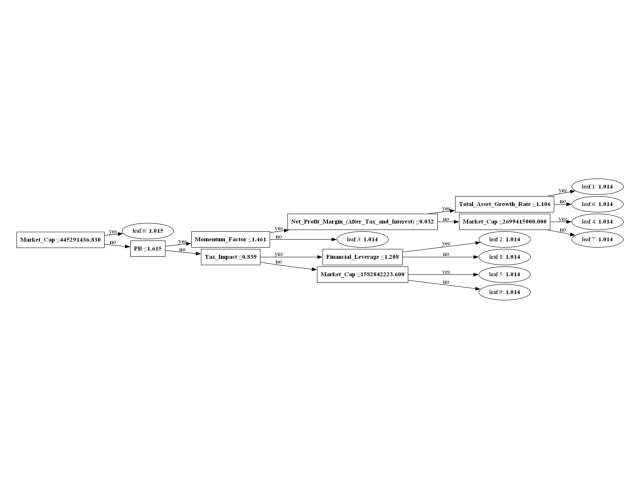 yes
leaf 1: 1.014
Total_Asset_Growth_Rate ≤1.106
no
leaf 6: 1.014
yes
Net_Profit_Margin_(After_Tax_and_Interest) ≤0.032
no
Market_Cap ≤2699415000.000
yes
leaf 4: 1.014
no
leaf 7: 1.014
yes
leaf 0: 1.015
Market_Cap ≤445291436.830
no
PB ≤1.615
yes
Momentum_Factor ≤1.461
yes
no
leaf 3: 1.014
no
Tax_Impact ≤0.839
yes
Financial_Leverage ≤1.208
yes
leaf 2: 1.014
no
leaf 8: 1.014
no
Market_Cap ≤1582042223.600
yes
leaf 5: 1.014
no
leaf 9: 1.014